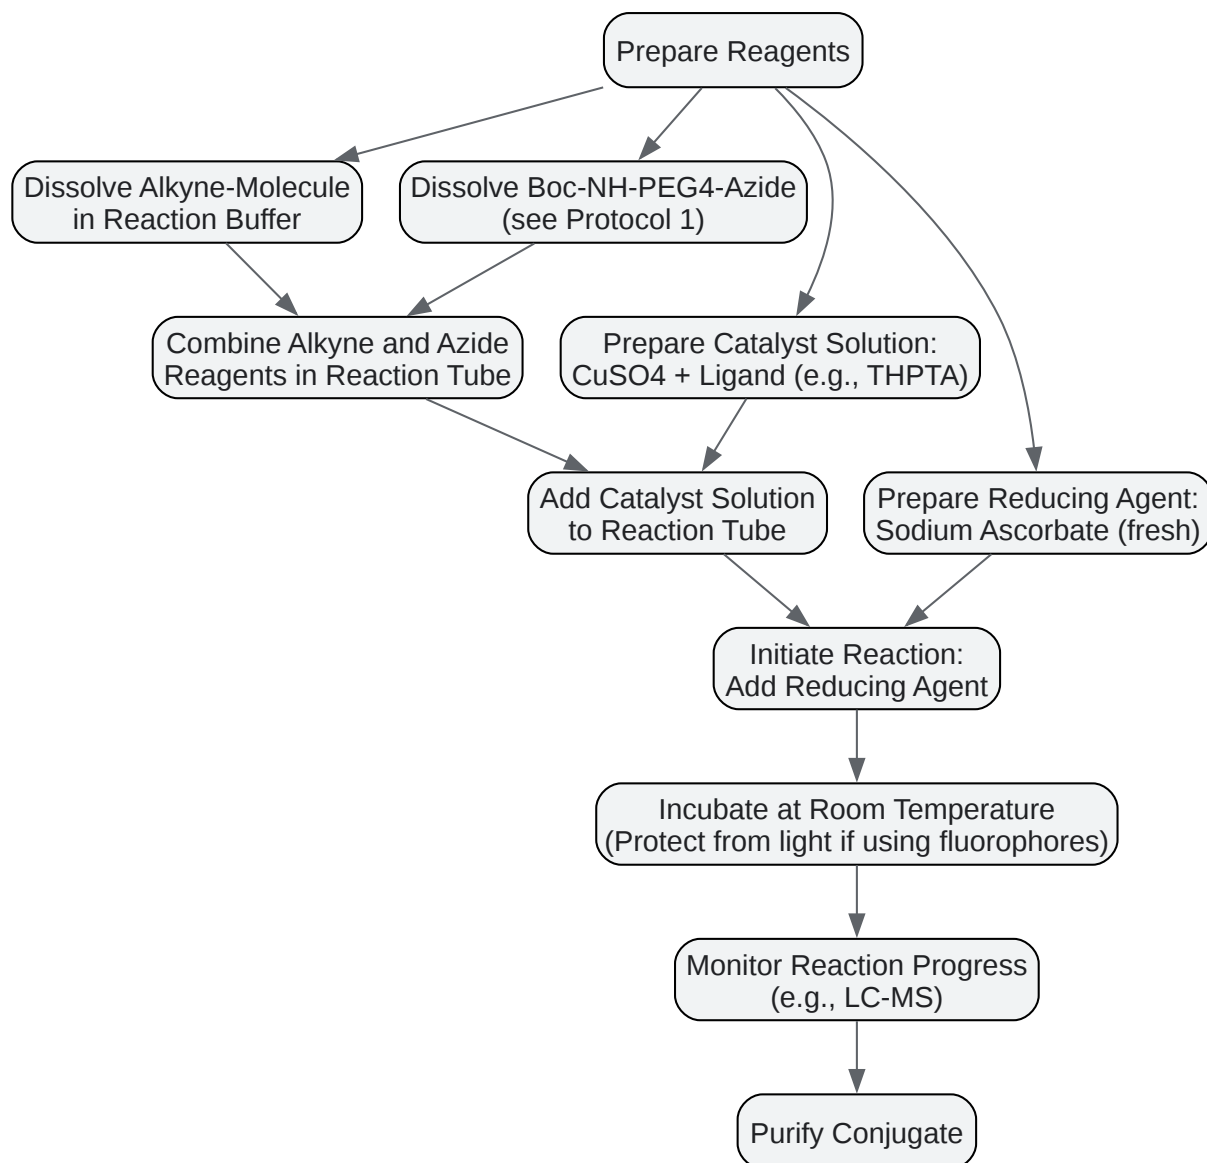 Prepare Reagents
Dissolve Alkyne-Molecule
in Reaction Buffer
Dissolve Boc-NH-PEG4-Azide
(see Protocol 1)
Combine Alkyne and Azide
Reagents in Reaction Tube
Prepare Catalyst Solution:
CuSO4 + Ligand (e.g., THPTA)
Add Catalyst Solution
to Reaction Tube
Prepare Reducing Agent:
Sodium Ascorbate (fresh)
Initiate Reaction:
Add Reducing Agent
Incubate at Room Temperature
(Protect from light if using fluorophores)
Monitor Reaction Progress
(e.g., LC-MS)
Purify Conjugate